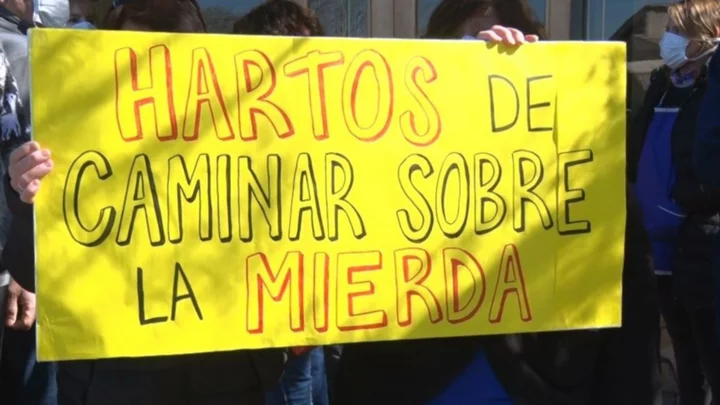 HARTOS DE
CAMINAR SOBRE
LA MIERDA